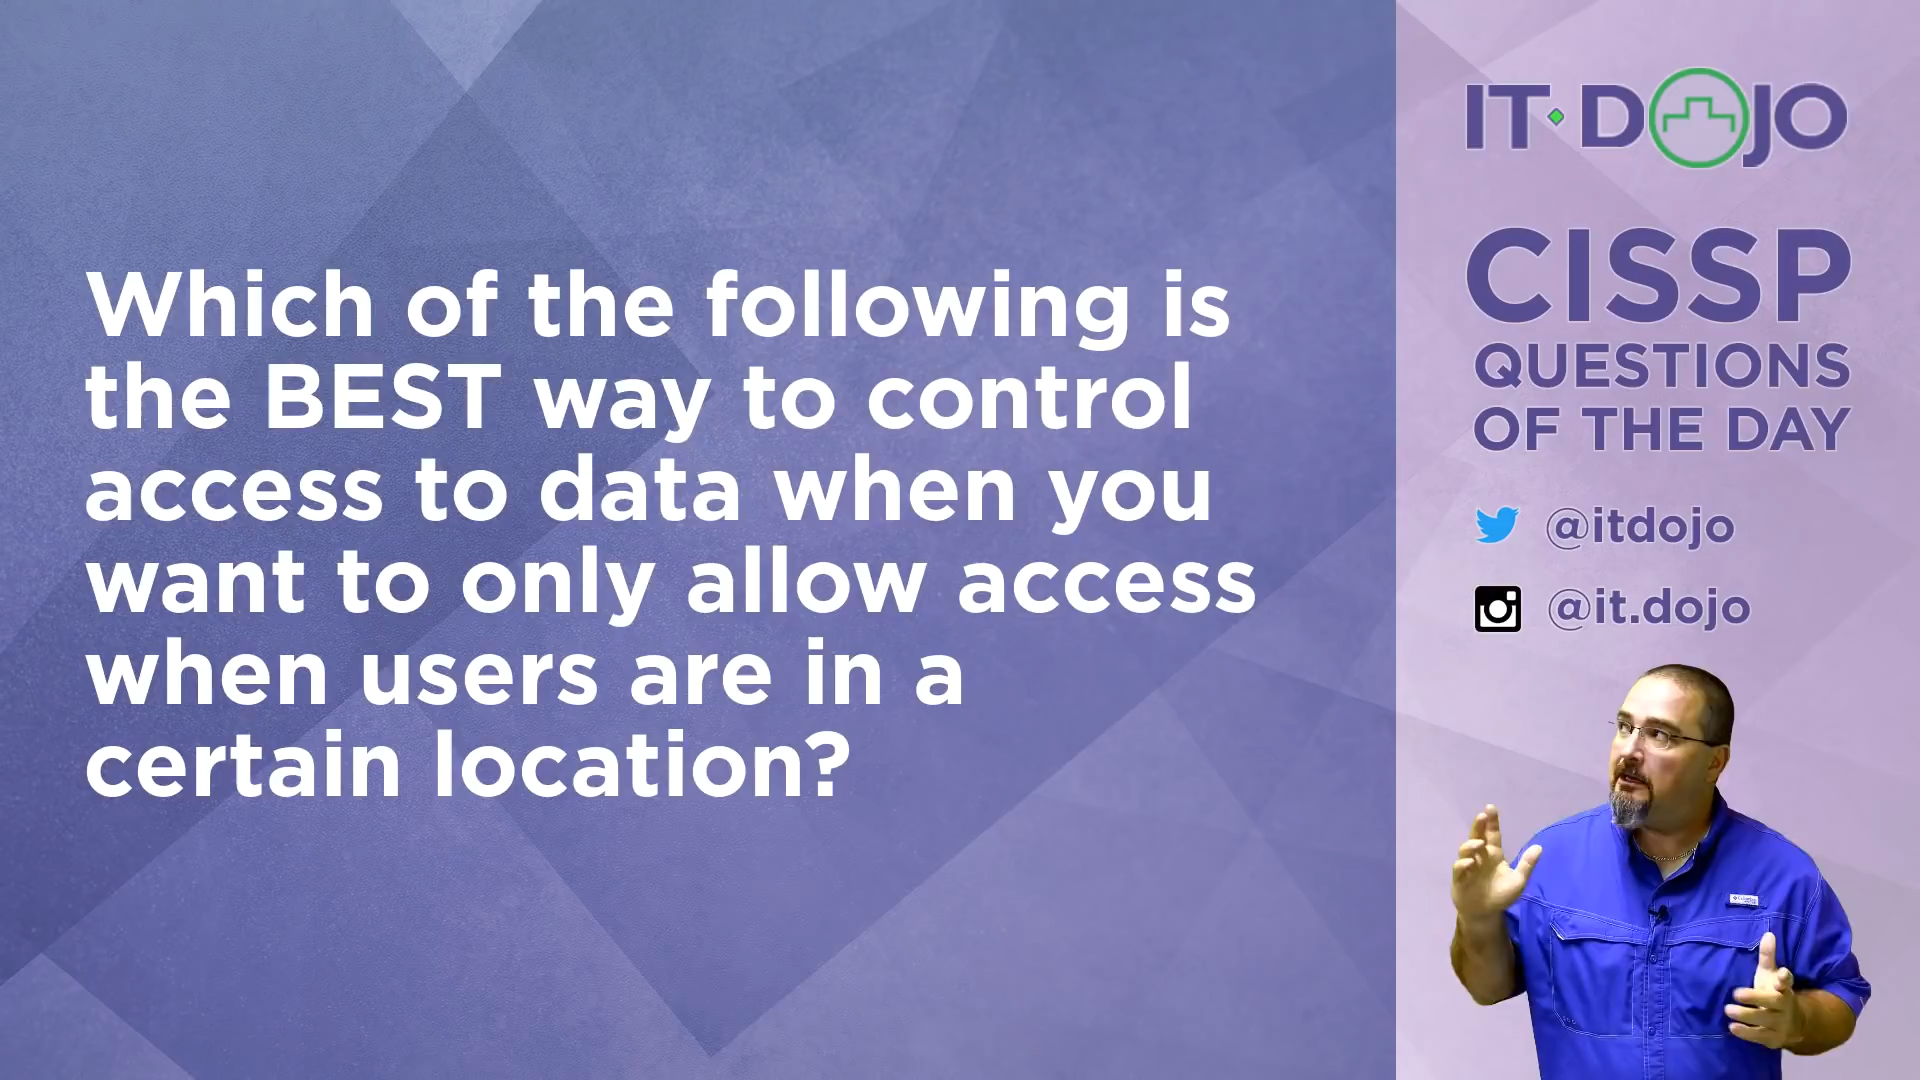 Which of the following is
the BEST way to control
access to data when you
want to only allow access
when users are in a
certain location?
IT·DOJO
CISSP
QUESTIONS
OF THE DAY
@itdojo
@it.dojo